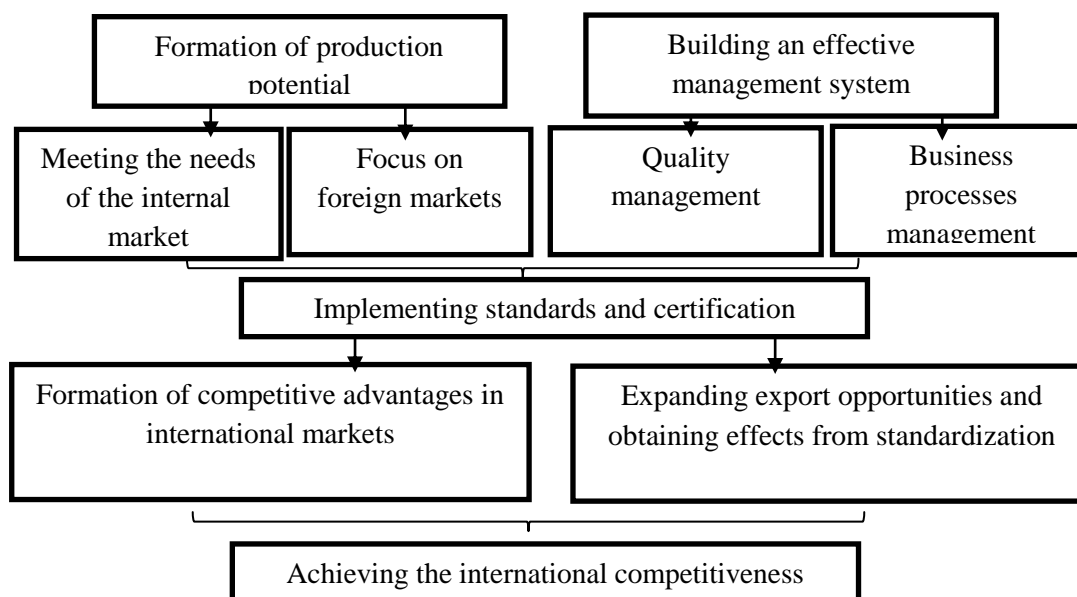 Formation of production
potential
Building an effective
management system
Meeting the needs
of the internal
market
Focus on
foreign markets
Quality
management
Business
processes
management
Implementing standards and certification
Formation of competitive advantages in
international markets
Expanding export opportunities and
obtaining effects from standardization
Achieving the international competitiveness